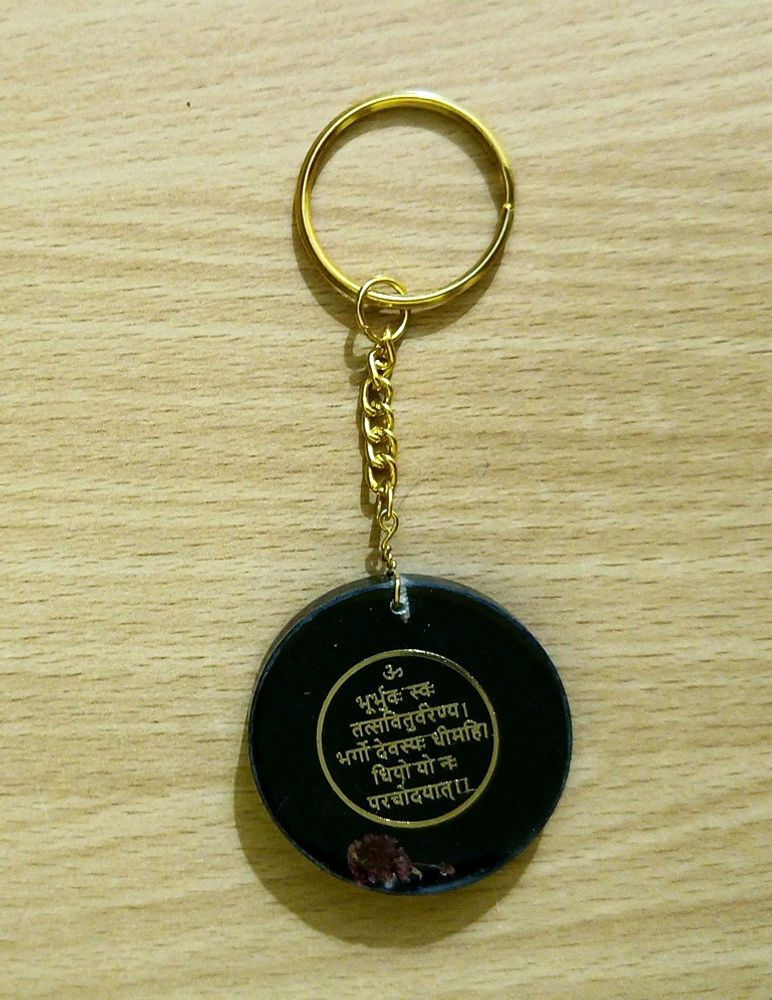 ॐ
भूर्भुवः स्वः
तत्सवितुर्वरेण्य।
भर्गो देवस्यः धीमहि।
धियो यो नः
परचोदयात्।।